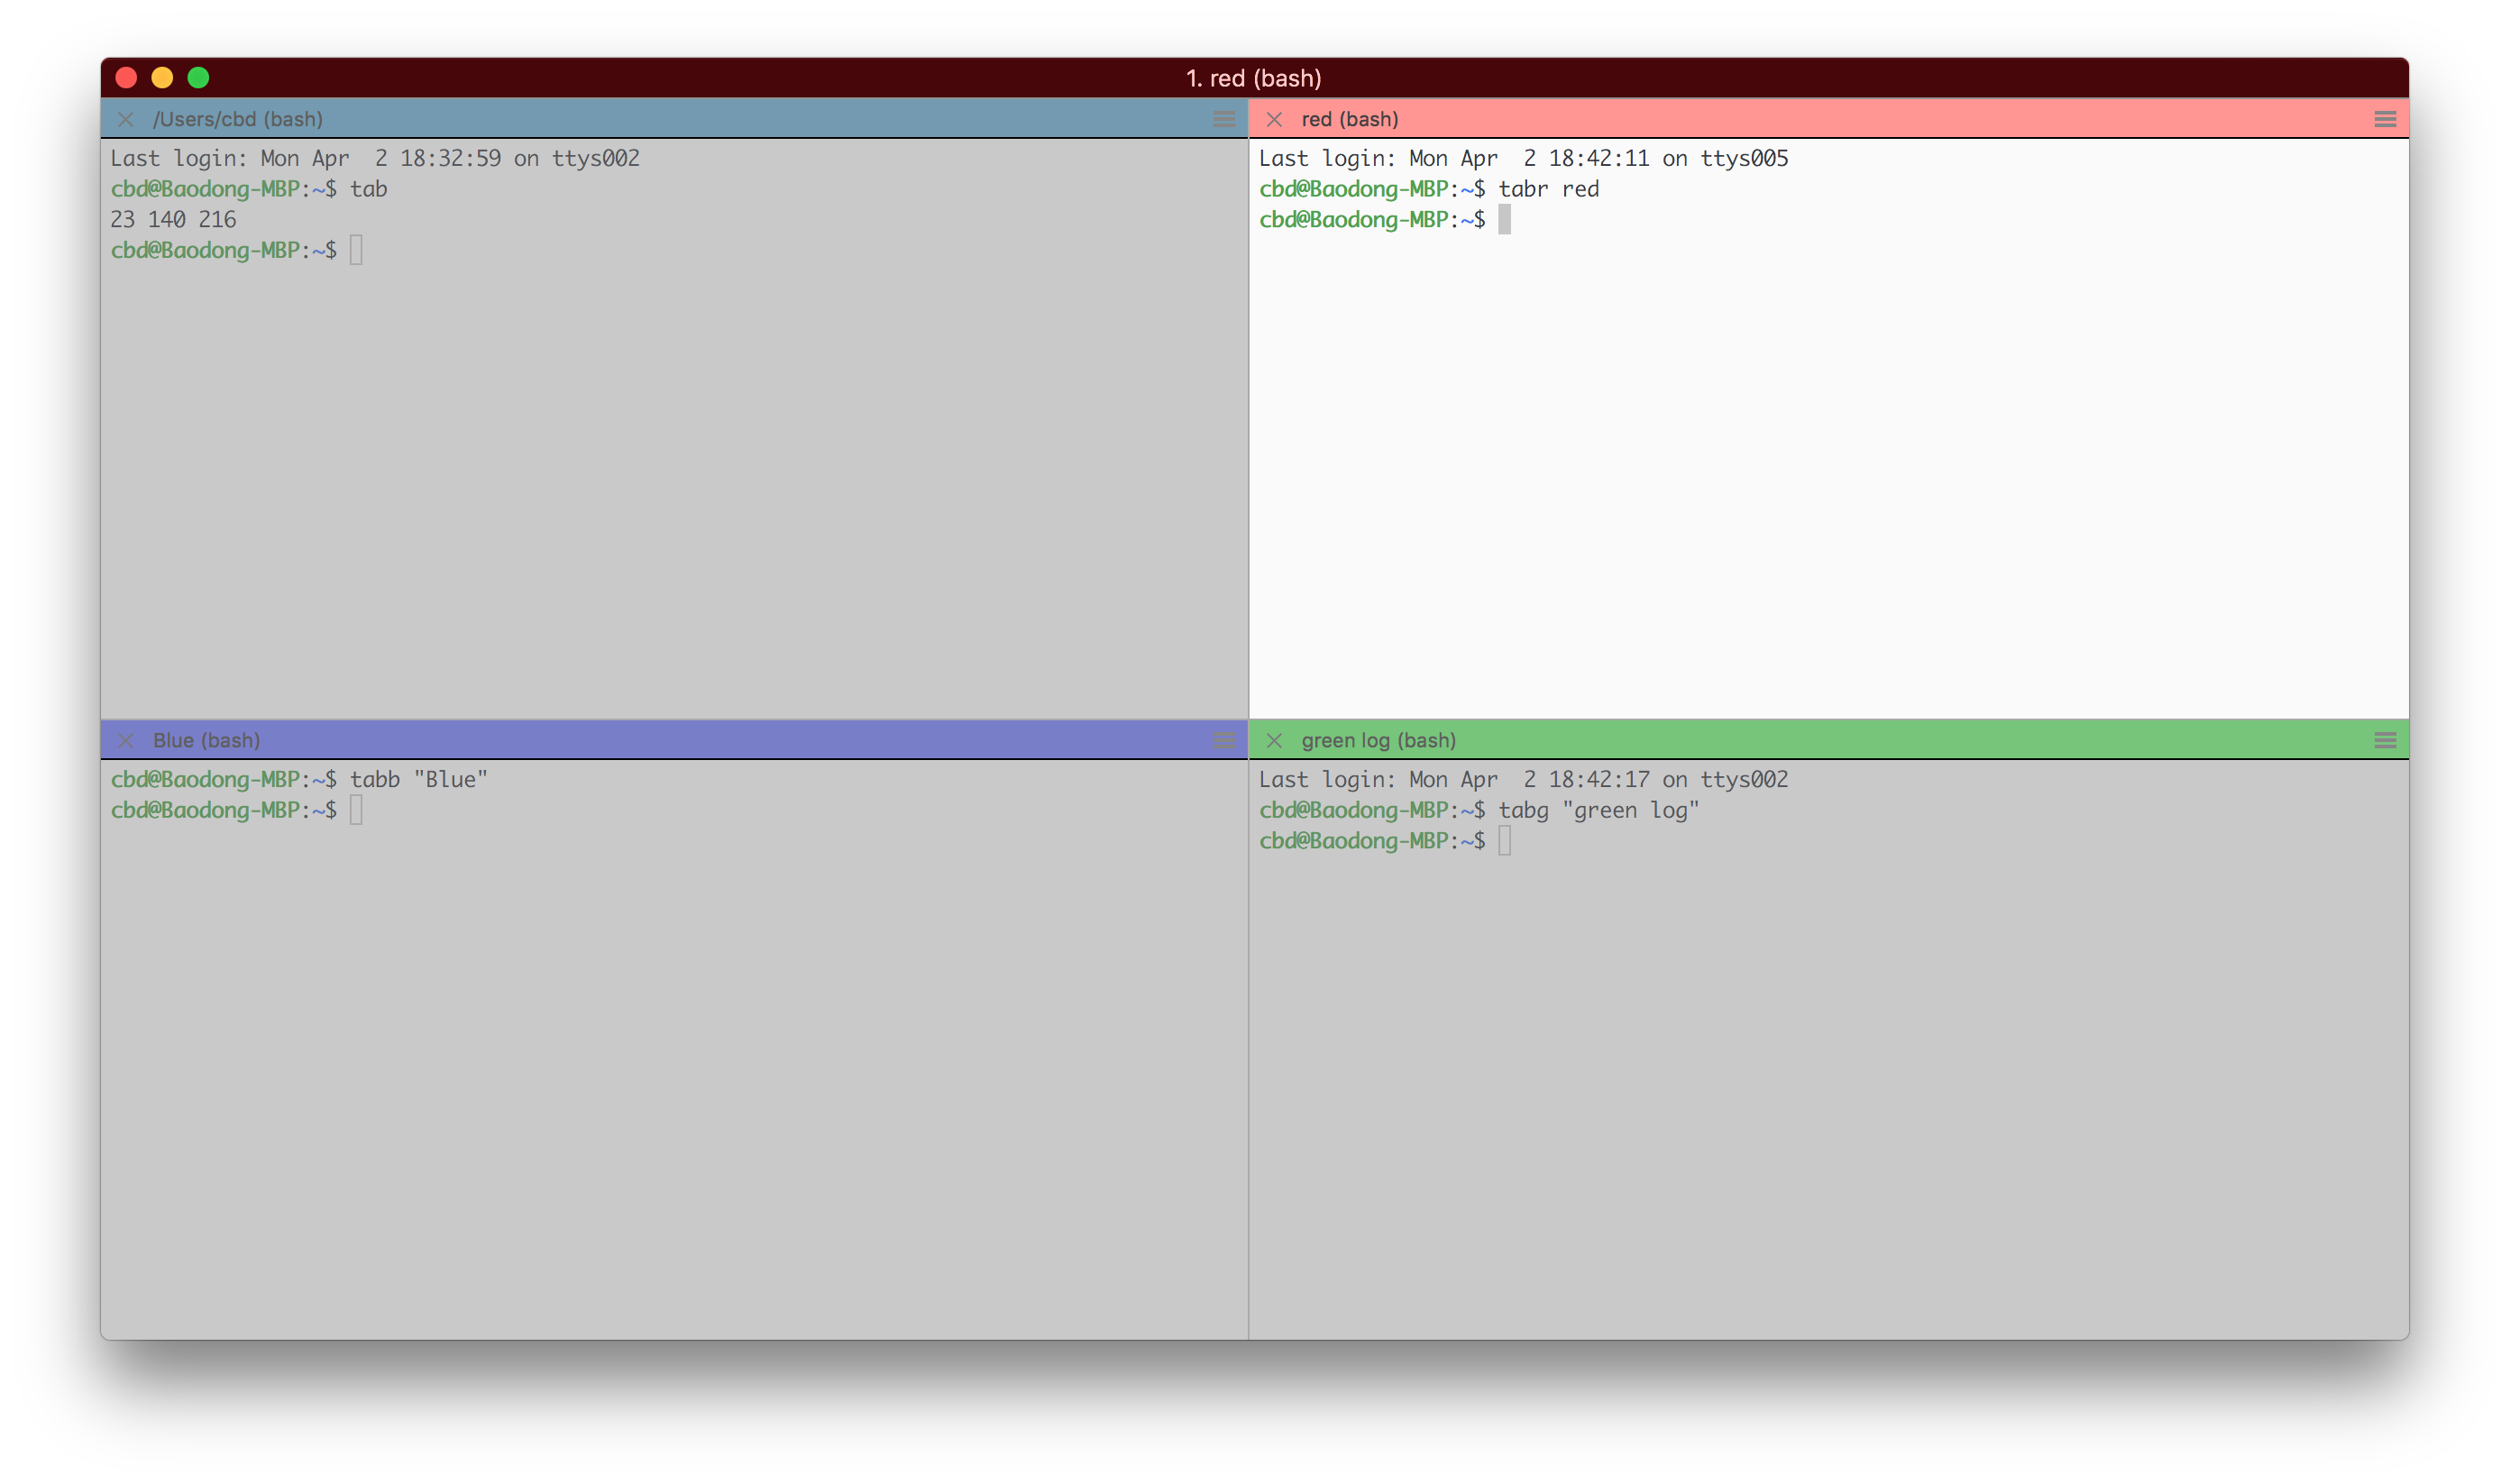 1. red (bash)
/Users/cbd (bash)
Last login: Mon Apr  2 18:32:59 on ttys002
cbd@Baodong-MBP:~$ tab
23 140 216
cbd@Baodong-MBP:~$
red (bash)
Last login: Mon Apr  2 18:42:11 on ttys005
cbd@Baodong-MBP:~$ tabr red
cbd@Baodong-MBP:~$
Blue (bash)
cbd@Baodong-MBP:~$ tabb "Blue"
cbd@Baodong-MBP:~$
green log (bash)
Last login: Mon Apr  2 18:42:17 on ttys002
cbd@Baodong-MBP:~$ tabg "green log"
cbd@Baodong-MBP:~$